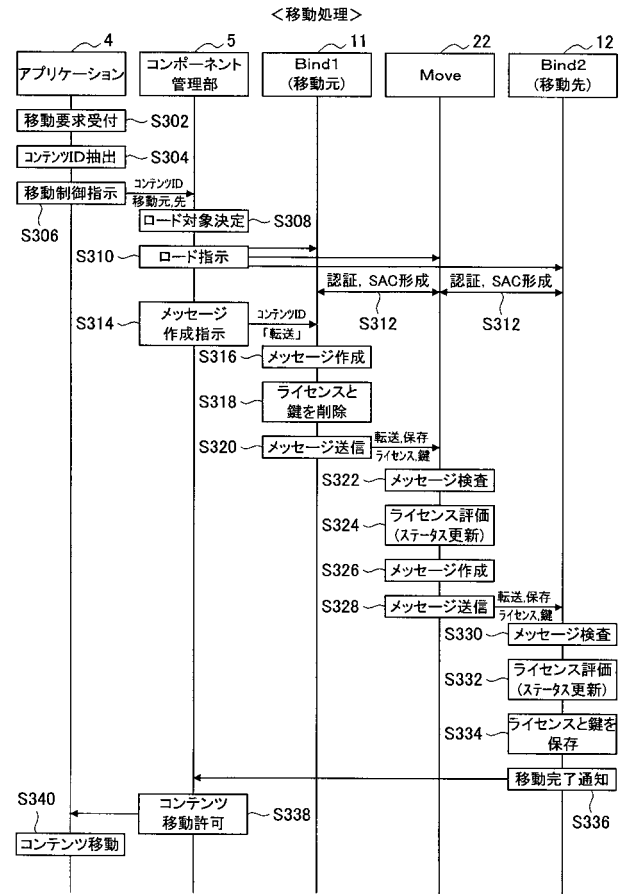 ＜移動処理＞
4
5
11
22
12
アプリケーション
コンポーネント
管理部
Bind1
(移動元)
Move
Bind2
(移動先)
移動要求受付
S302
コンテンツID抽出
S304
移動制御指示
コンテンツID
移動元,先
S306
ロード対象決定
S308
S310
ロード指示
認証, SAC形成
認証, SAC形成
S312
S312
S314
メッセージ
作成指示
コンテンツID
「転送」
S316
メッセージ作成
S318
ライセンスと
鍵を削除
S320
メッセージ送信
転送,保存
ライセンス,鍵
S322
メッセージ検査
S324
ライセンス評価
(ステータス更新)
S326
メッセージ作成
S328
メッセージ送信
転送,保存
ライセンス,鍵
S330
メッセージ検査
S332
ライセンス評価
(ステータス更新)
S334
ライセンスと鍵を
保存
移動完了通知
S336
コンテンツ
移動許可
S338
S340
コンテンツ移動